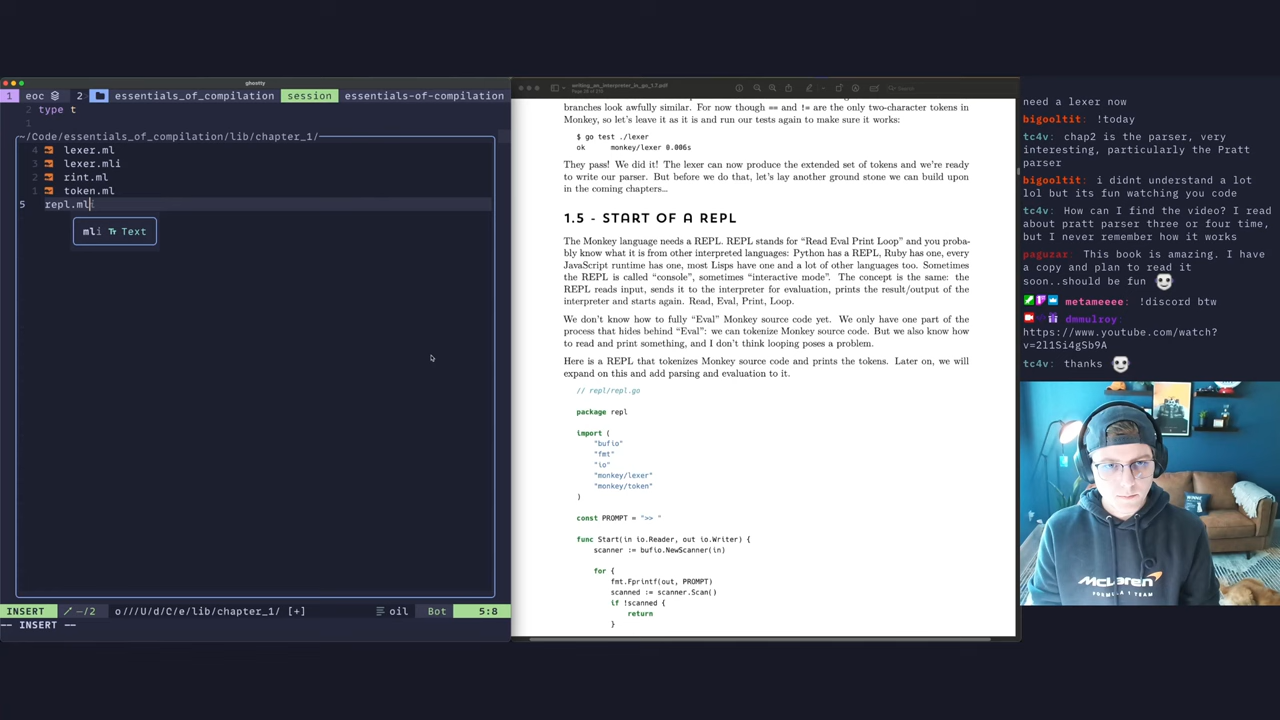 ghostty
1 eoc 2 essentials_of_compilation session essentials-of-compilation
2 type t
~/Code/essentials_of_compilation/lib/chapter_1/
4 lexer.ml
3 lexer.mli
2 rint.ml
1 token.ml
5 repl.ml
mli Text
INSERT —/2 o///U/d/C/e/lib/chapter_1/ [+] oil Bot 5:8
-- INSERT --
writing_an_interpreter_in_go_1.7.pdf
Search
branches look awfully similar. For now though == and != are the only two-character tokens in
Monkey, so let's leave it as it is and run our tests again to make sure it works:
$ go test ./lexer
ok monkey/lexer 0.006s
They pass! We did it! The lexer can now produce the extended set of tokens and we're ready
to write our parser. But before we do that, let's lay another ground stone we can build upon
in the coming chapters…
1.5 - START OF A REPL
The Monkey language needs a REPL. REPL stands for “Read Eval Print Loop” and you proba-
bly know what it is from other interpreted languages: Python has a REPL, Ruby has one, every
JavaScript runtime has one, most Lisps have one and a lot of other languages too. Sometimes
the REPL is called “console”, sometimes “interactive mode”. The concept is the same: the
REPL reads input, sends it to the interpreter for evaluation, prints the result/output of the
interpreter and starts again. Read, Eval, Print, Loop.
We don't know how to fully “Eval” Monkey source code yet. We only have one part of the
process that hides behind “Eval”: we can tokenize Monkey source code. But we also know how
to read and print something, and I don't think looping poses a problem.
Here is a REPL that tokenizes Monkey source code and prints the tokens. Later on, we will
expand on this and add parsing and evaluation to it.
// repl/repl.go
package repl
import (
"bufio"
"fmt"
"io"
"monkey/lexer"
"monkey/token"
)
const PROMPT = ">> "
func Start(in io.Reader, out io.Writer) {
scanner := bufio.NewScanner(in)
for {
fmt.Fprintf(out, PROMPT)
scanned := scanner.Scan()
if !scanned {
return
}
need a lexer now
bigooltit: !today
tc4v: chap2 is the parser, very
interesting, particularly the Pratt
parser
bigooltit: i didnt understand a lot
lol but its fun watching you code
tc4v: How can I find the video? I read
about pratt parser three or four time,
but I never remember how it works
paguzar: This book is amazing. I have
a copy and plan to read it
soon..should be fun
metameeee: !discord btw
dmmulroy:
https://www.youtube.com/watch?
v=2l1Si4gSb9A
tc4v: thanks
McLaren
FORMULA 1 TEAM